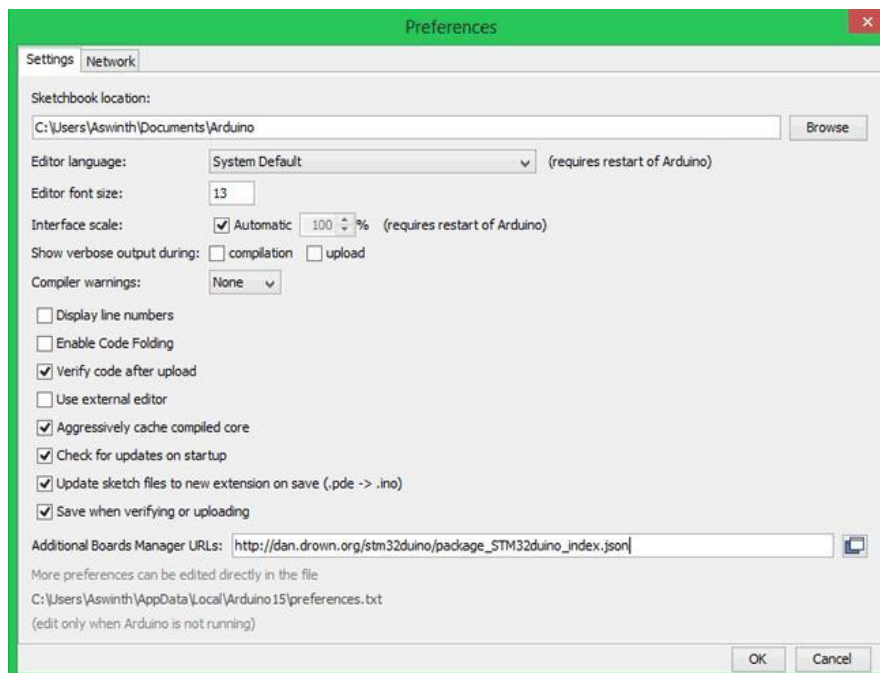 Preferences
Settings Network
Sketchbook location:
C:\Users\Aswinth\Documents\Arduino Browse
Editor language: System Default (requires restart of Arduino)
Editor font size: 13
Interface scale: Automatic 100 % (requires restart of Arduino)
Show verbose output during: compilation upload
Compiler warnings: None
Display line numbers
Enable Code Folding
Verify code after upload
Use external editor
Aggressively cache compiled core
Check for updates on startup
Update sketch files to new extension on save (.pde -> .ino)
Save when verifying or uploading
Additional Boards Manager URLs: http://dan.drown.org/stm32duino/package_STM32duino_index.json
More preferences can be edited directly in the file
C:\Users\Aswinth\AppData\Local\Arduino15\preferences.txt
(edit only when Arduino is not running)
OK Cancel